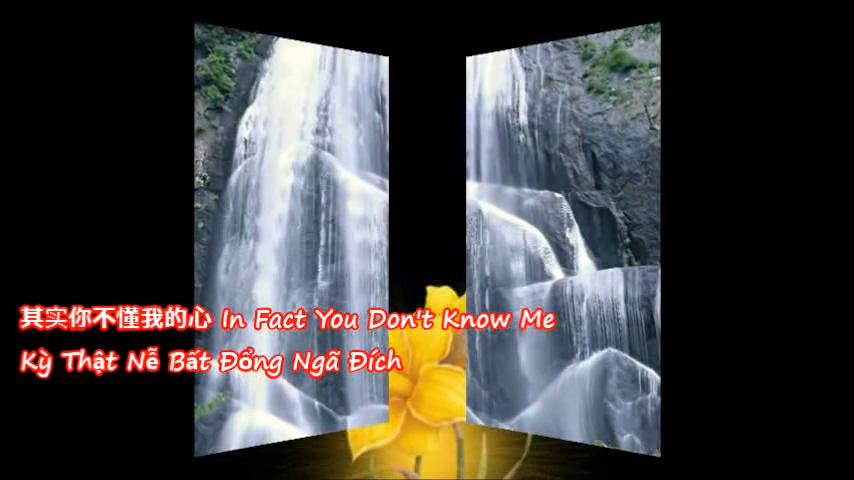 其实你不懂我的心 In Fact You Don't Know Me
Kỳ Thật Nễ Bất Đổng Ngã Đích